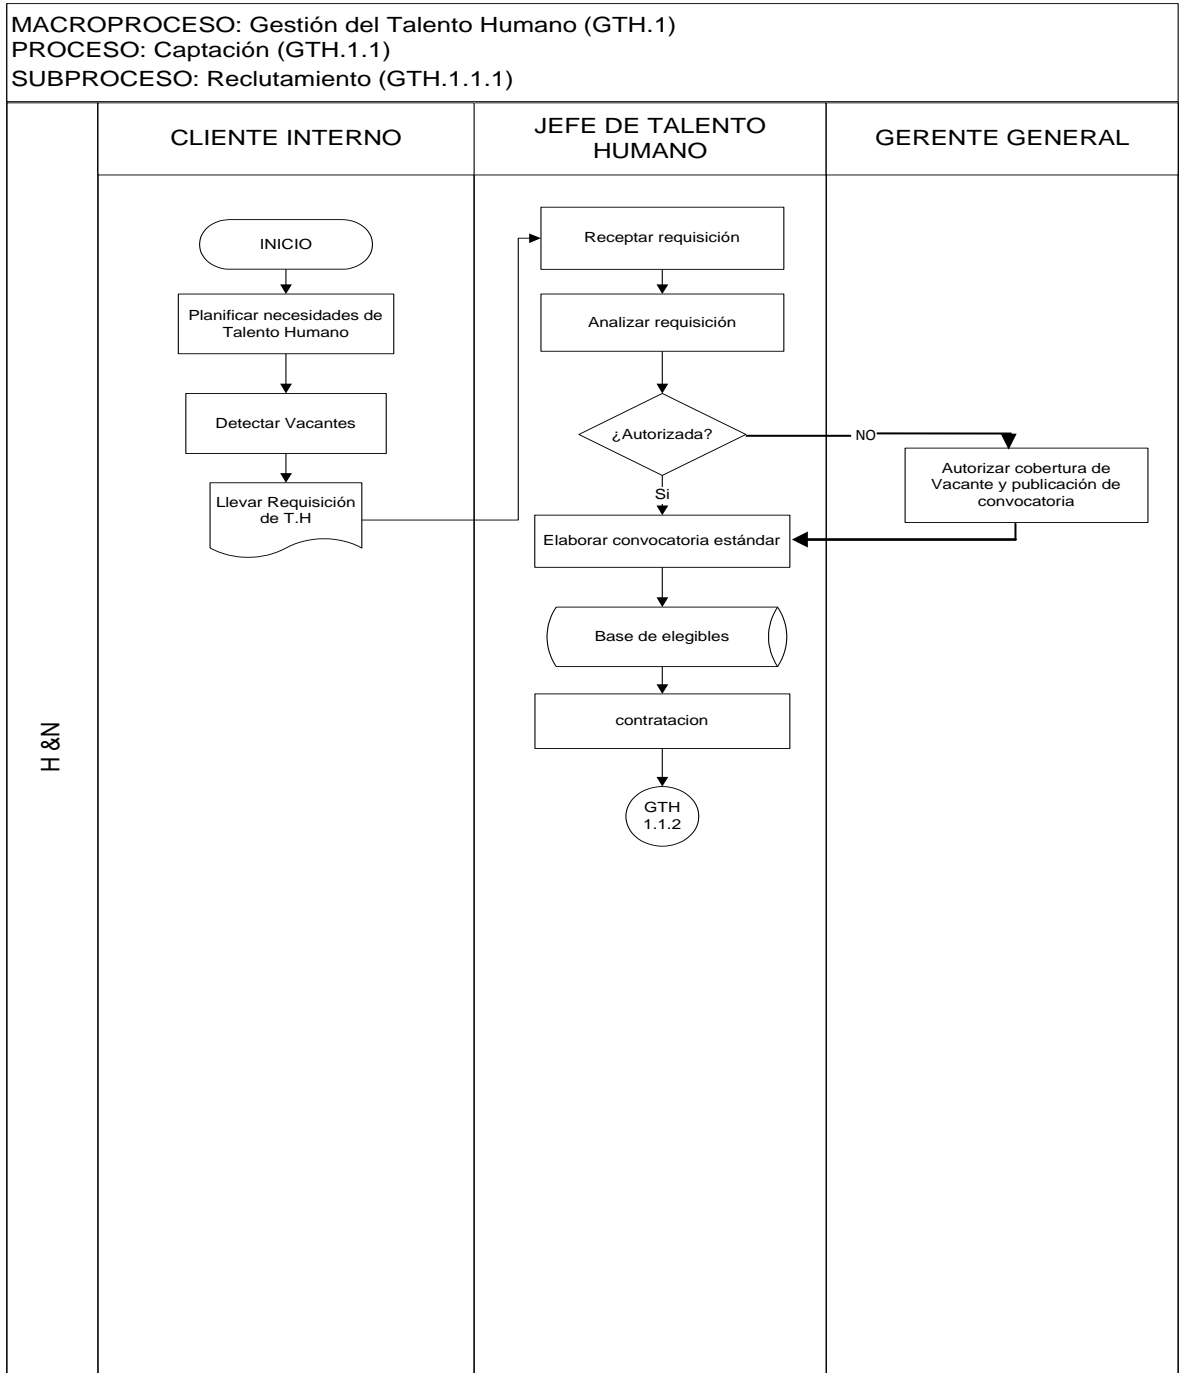 MACROPROCESO: Gestión del Talento Humano (GTH.1)
PROCESO: Captación (GTH.1.1)
SUBPROCESO: Reclutamiento (GTH.1.1.1)
CLIENTE INTERNO
JEFE DE TALENTO
HUMANO
GERENTE GENERAL
H &N
INICIO
Planificar necesidades de
Talento Humano
Detectar Vacantes
Llevar Requisición
de T.H
Receptar requisición
Analizar requisición
¿Autorizada?
NO
Autorizar cobertura de
Vacante y publicación de
convocatoria
Si
Elaborar convocatoria estándar
Base de elegibles
contratacion
GTH
1.1.2